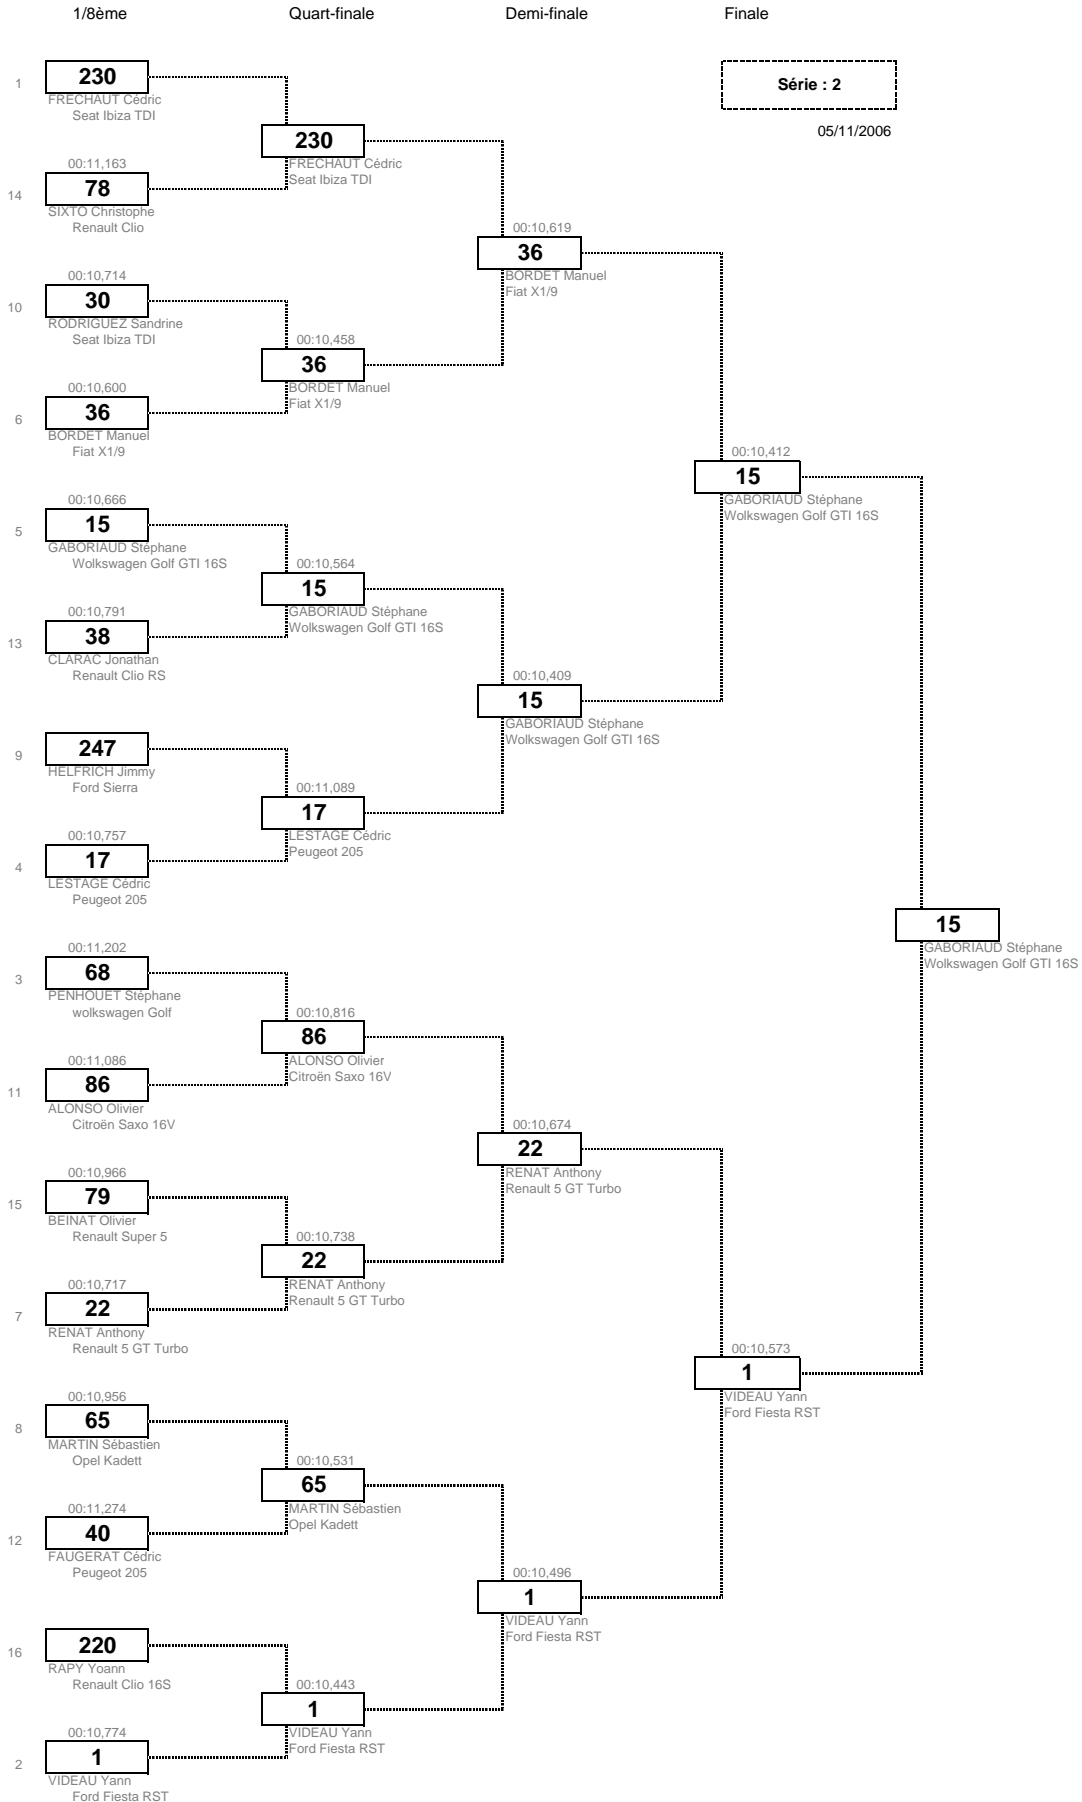 1/8ème
Quart-finale
Demi-finale
Finale
Série : 2
05/11/2006
1
230
FRECHAUT Cédric
Seat Ibiza TDI
00:11,163
14
78
SIXTO Christophe
Renault Clio
230
FRECHAUT Cédric
Seat Ibiza TDI
00:10,714
10
30
RODRIGUEZ Sandrine
Seat Ibiza TDI
00:10,600
6
36
BORDET Manuel
Fiat X1/9
00:10,458
36
BORDET Manuel
Fiat X1/9
00:10,619
36
BORDET Manuel
Fiat X1/9
00:10,666
5
15
GABORIAUD Stéphane
Wolkswagen Golf GTI 16S
00:10,791
13
38
CLARAC Jonathan
Renault Clio RS
00:10,564
15
GABORIAUD Stéphane
Wolkswagen Golf GTI 16S
9
247
HELFRICH Jimmy
Ford Sierra
00:10,757
4
17
LESTAGE Cédric
Peugeot 205
00:11,089
17
LESTAGE Cédric
Peugeot 205
00:10,409
15
GABORIAUD Stéphane
Wolkswagen Golf GTI 16S
00:10,412
15
GABORIAUD Stéphane
Wolkswagen Golf GTI 16S
00:11,202
3
68
PENHOUET Stéphane
wolkswagen Golf
00:11,086
11
86
ALONSO Olivier
Citroën Saxo 16V
00:10,816
86
ALONSO Olivier
Citroën Saxo 16V
00:10,966
15
79
BEINAT Olivier
Renault Super 5
00:10,717
7
22
RENAT Anthony
Renault 5 GT Turbo
00:10,738
22
RENAT Anthony
Renault 5 GT Turbo
00:10,674
22
RENAT Anthony
Renault 5 GT Turbo
00:10,956
8
65
MARTIN Sébastien
Opel Kadett
00:11,274
12
40
FAUGERAT Cédric
Peugeot 205
00:10,531
65
MARTIN Sébastien
Opel Kadett
16
220
RAPY Yoann
Renault Clio 16S
00:10,774
2
1
VIDEAU Yann
Ford Fiesta RST
00:10,443
1
VIDEAU Yann
Ford Fiesta RST
00:10,496
1
VIDEAU Yann
Ford Fiesta RST
00:10,573
1
VIDEAU Yann
Ford Fiesta RST
15
GABORIAUD Stéphane
Wolkswagen Golf GTI 16S